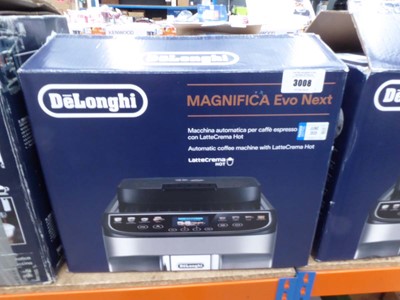 3008
DeLonghi
MAGNIFICA Evo Next
Macchina automatica per caffè espresso
con LatteCrema Hot
Automatic coffee machine with LatteCrema Hot
LatteCrema
HOT
DeLonghi
DeLonghi